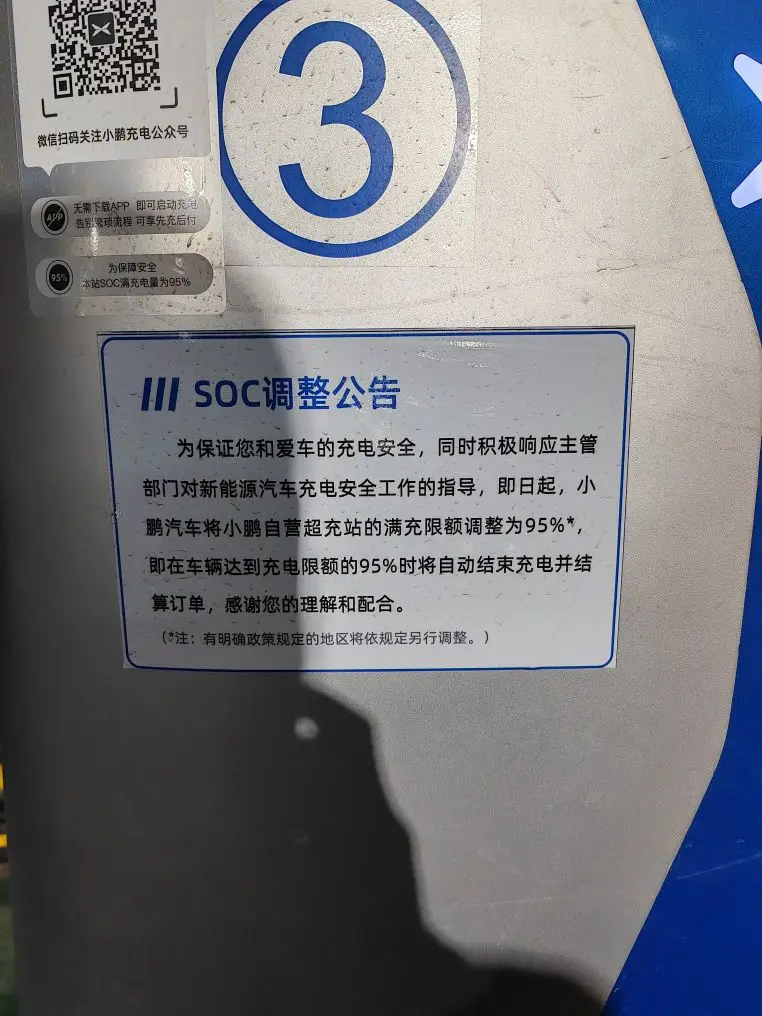 3
微信扫码关注小鹏充电公众号
APP
无需下载APP 即可启动充电
告别繁琐流程 可享先充后付
95%
为保障安全
本站SOC满充电量为95%
SOC调整公告
为保证您和爱车的充电安全，同时积极响应主管
部门对新能源汽车充电安全工作的指导，即日起，小
鹏汽车将小鹏自营超充站的满充限额调整为95%*，
即在车辆达到充电限额的95%时将自动结束充电并结
算订单，感谢您的理解和配合。
（*注：有明确政策规定的地区将依规定另行调整。）